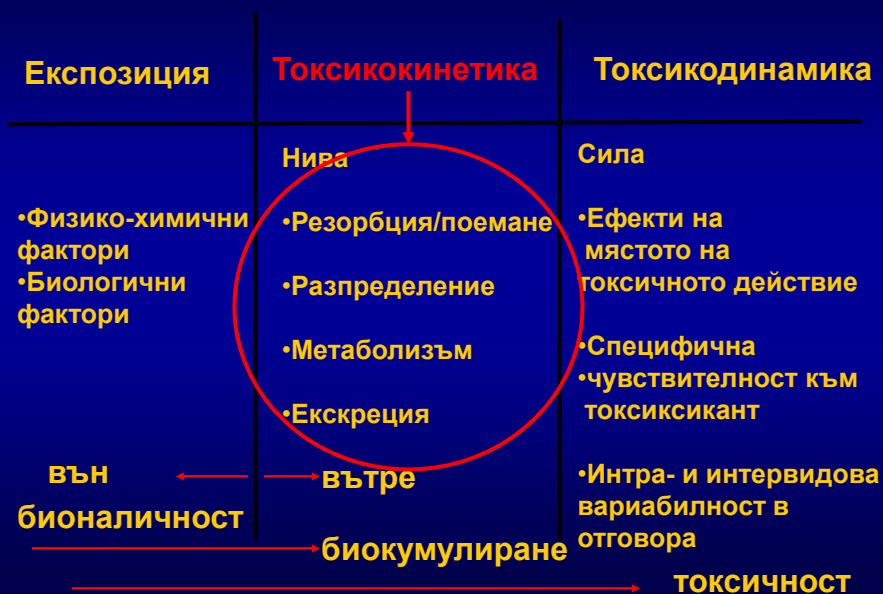 Експозиция
Токсикокинетика
Токсикодинамика
•Физико-химични
фактори
•Биологични
фактори
Нива
•Резорбция/поемане
•Разпределение
•Метаболизъм
•Екскреция
Сила
•Ефекти на
мястото на
токсичното действие
•Специфична
•чувствителност към
токсиксикант
•Интра- и интервидова
вариабилност в
отговора
вън
вътре
бионаличност
биокумулиране
токсичност